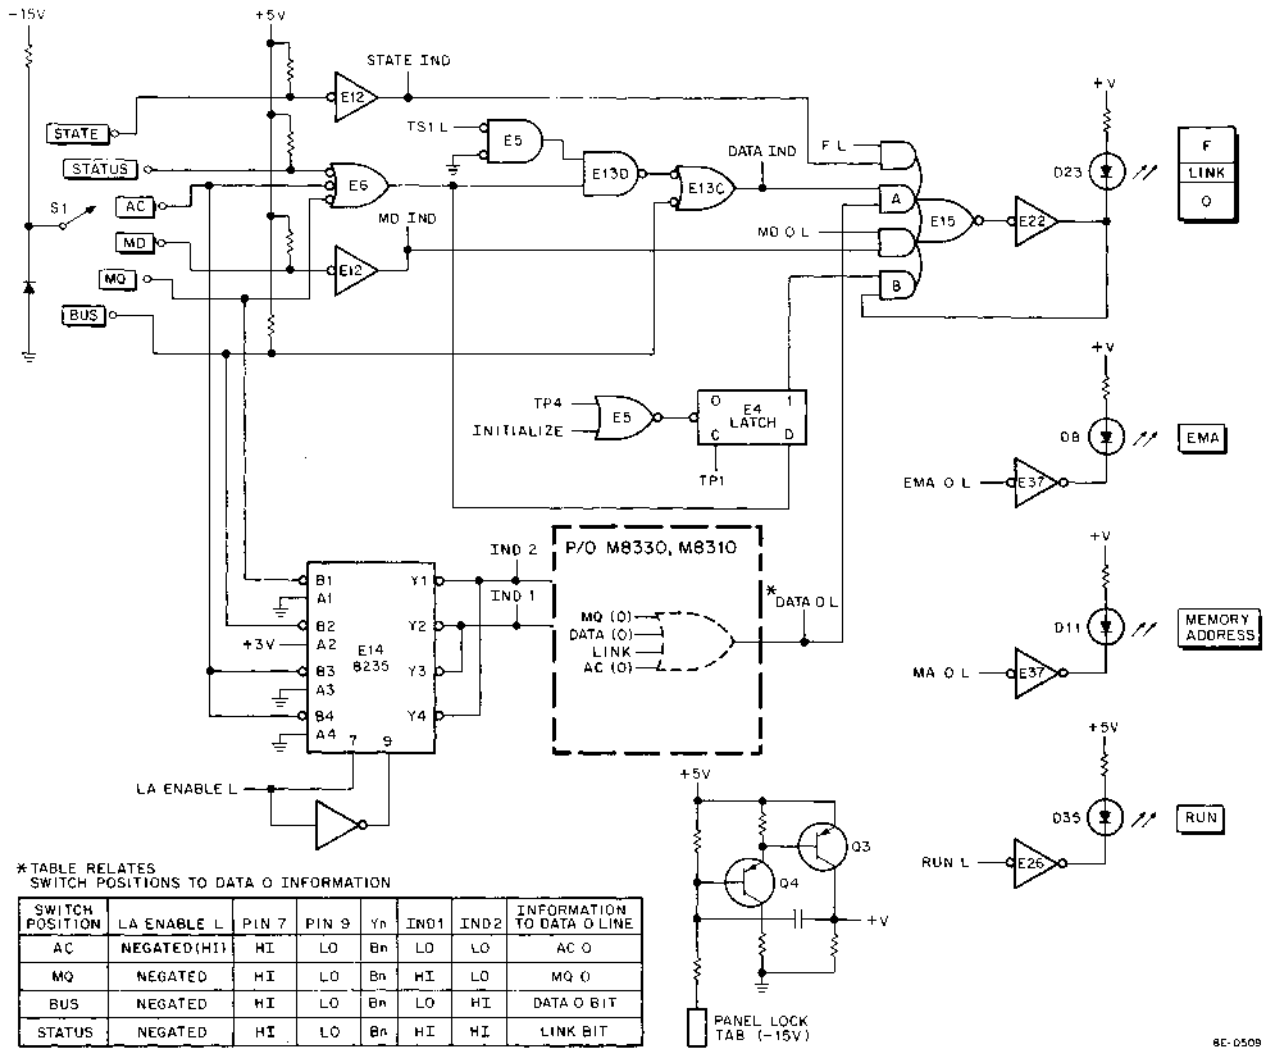 -15V
+5V
STATE IND
+V
STATE
E12
TS1 L
E5
F L
F
LINK
O
STATUS
E6
E13D
DATA IND
E13C
D23
S1
AC
A
E15
E22
MD IND
MD O L
MD
E12
MQ
B
BUS
+V
TP4
INITIALIZE
E5
O 1
E4
LATCH
C D
TP1
D8
EMA
EMA O L
E37
IND 2
IND 1
P/O M8330, M8310
+V
B1 Y1
A1
B2 Y2
A2
+3V
E14
8235
B3 Y3
A3
B4 Y4
A4
7 9
MQ (O)
DATA (O)
LINK
AC (O)
*DATA O L
D11
MEMORY
ADDRESS
MA O L
E37
LA ENABLE L
+5V
+5V
D35
RUN
Q3
RUN L
E26
Q4
+V
PANEL LOCK
TAB (-15V)
*TABLE RELATES
SWITCH POSITIONS TO DATA O INFORMATION
SWITCH POSITION LA ENABLE L PIN 7 PIN 9 Yn IND1 IND2 INFORMATION TO DATA O LINE
AC NEGATED(HI) HI LO Bn LO LO AC O
MQ NEGATED HI LO Bn HI LO MQ O
BUS NEGATED HI LO Bn LO HI DATA O BIT
STATUS NEGATED HI LO Bn HI HI LINK BIT
8E-0509